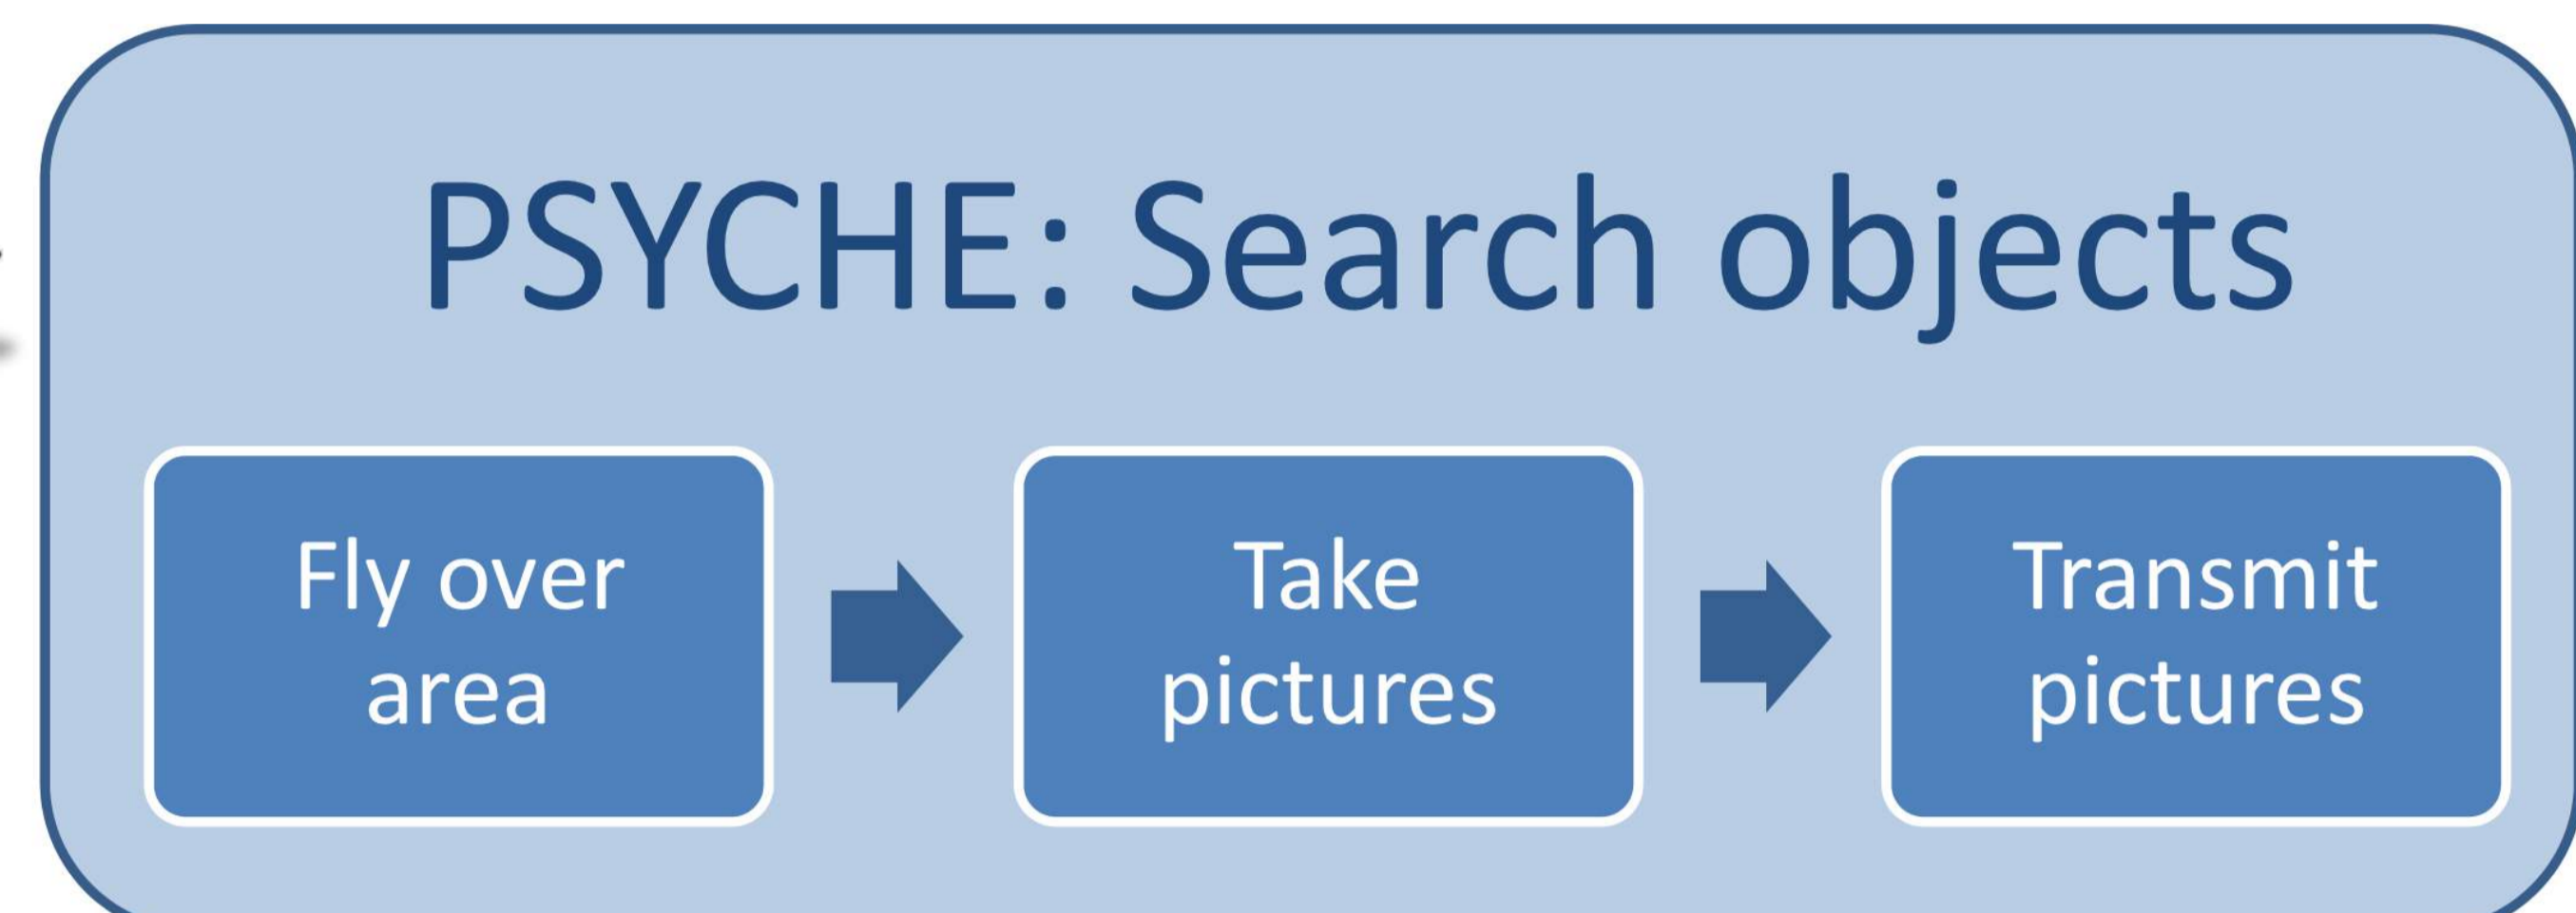 PSYCHE: Search objects
Fly over
area
Take
pictures
Transmit
pictures